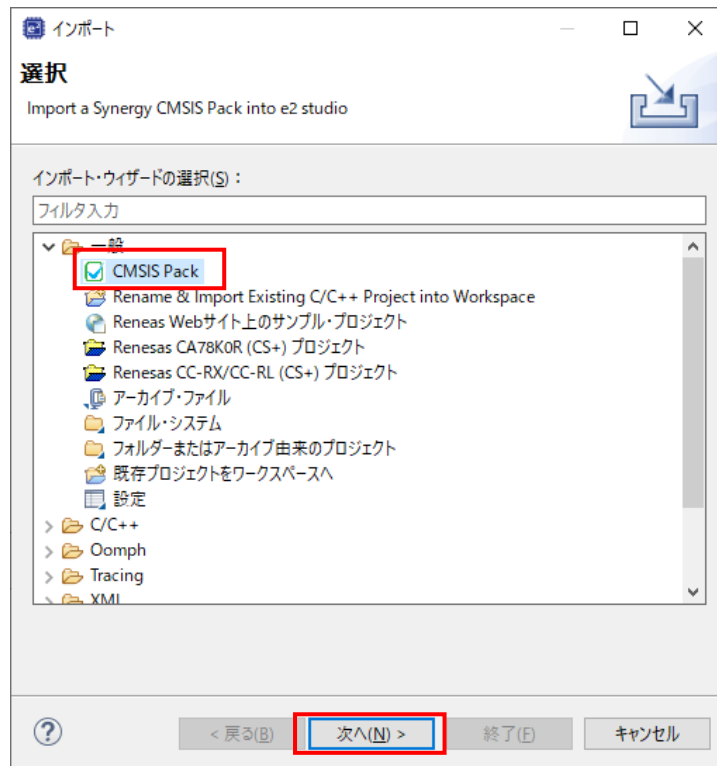 インポート
選択
Import a Synergy CMSIS Pack into e2 studio
インポート・ウィザードの選択(S)：
フィルタ入力
一般
CMSIS Pack
Rename & Import Existing C/C++ Project into Workspace
Reneas Webサイト上のサンプル・プロジェクト
Renesas CA78K0R (CS+) プロジェクト
Renesas CC-RX/CC-RL (CS+) プロジェクト
アーカイブ・ファイル
ファイル・システム
フォルダーまたはアーカイブ由来のプロジェクト
既存プロジェクトをワークスペースへ
設定
C/C++
Oomph
Tracing
XML
< 戻る(B) 次へ(N) > 終了(F) キャンセル